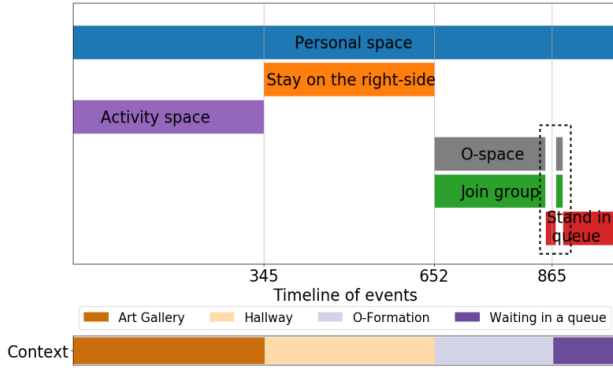 Personal space
Stay on the right-side
Activity space
O-space
Join group
Stand in
queue
345 652 865
Timeline of events
Art Gallery Hallway O-Formation Waiting in a queue
Context